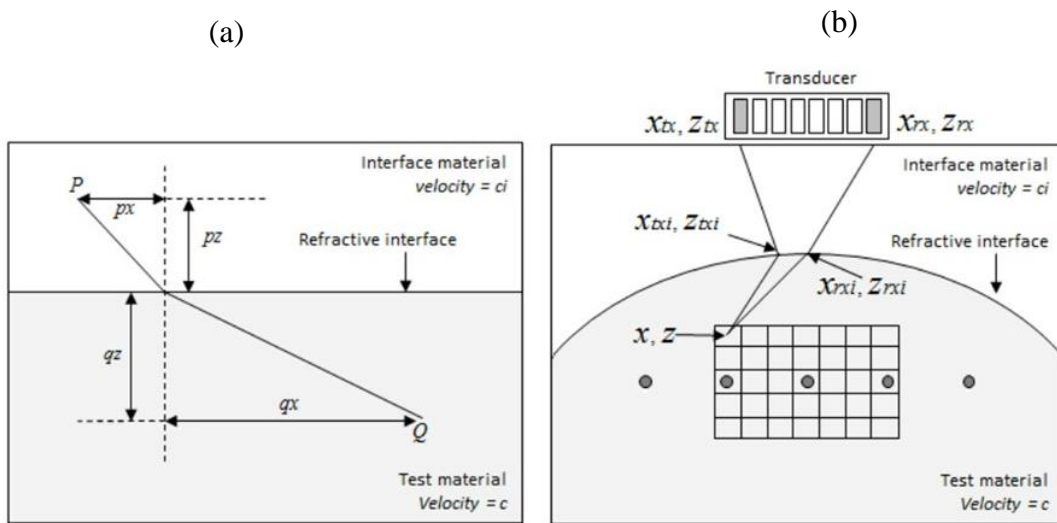 (a)
Interface material
velocity = ci
P
px
pz
Refractive interface
qz
qx
Q
Test material
Velocity = c
(b)
Transducer
xtx, ztx
xrx, zrx
Interface material
velocity = ci
xtxi, ztxi
Refractive interface
xrxi, zrxi
x, z
Test material
Velocity = c